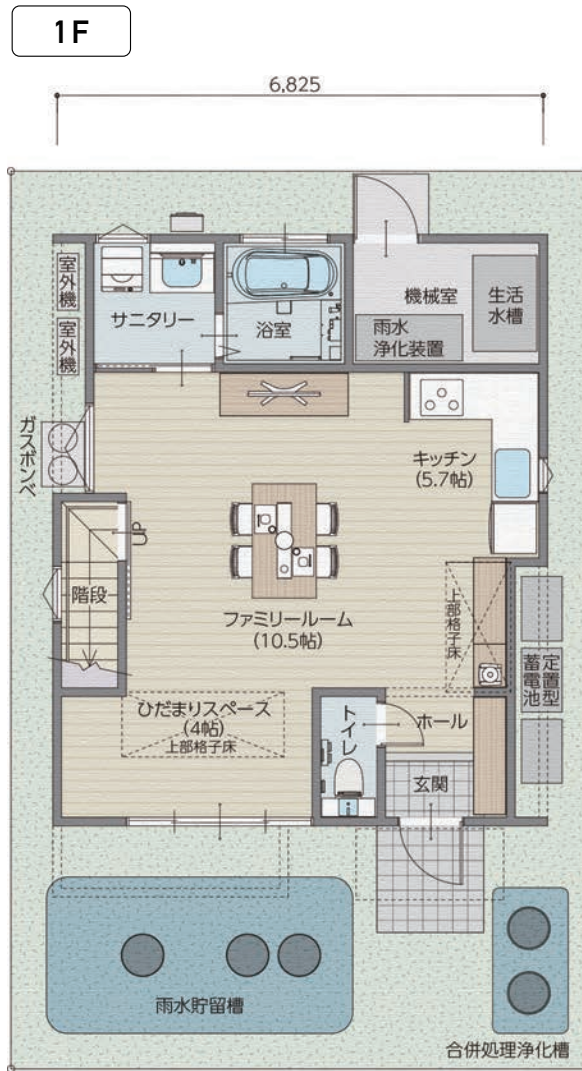 1F
6,825
室外機
室外機
サニタリー
浴室
機械室
生活
水槽
雨水
浄化装置
ガスボンベ
キッチン
(5.7帖)
UP
階段
ファミリールーム
(10.5帖)
上部格子床
定置型
蓄電池
ひだまりスペース
(4帖)
上部格子床
トイレ
ホール
玄関
雨水貯留槽
合併処理浄化槽